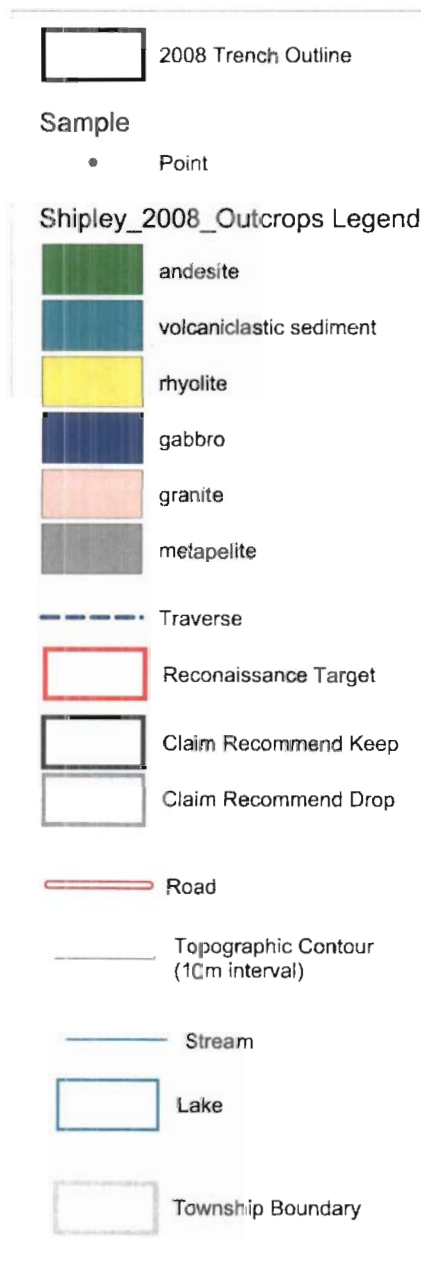 2008 Trench Outline
Sample
Point
Shipley_2008_Outcrops Legend
andesite
volcaniclastic sediment
rhyolite
gabbro
granite
metapelite
Traverse
Reconaissance Target
Claim Recommend Keep
Claim Recommend Drop
Road
Topographic Contour
(10m interval)
Stream
Lake
Township Boundary